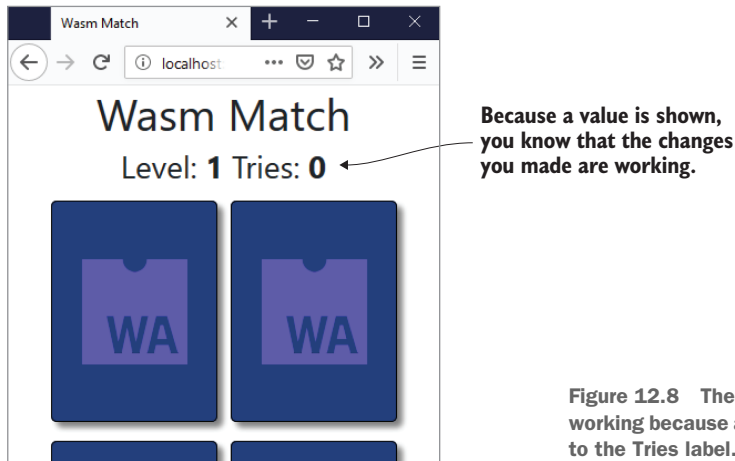 Wasm Match
localhost
Wasm Match
Level: 1 Tries: 0
Because a value is shown,
you know that the changes
you made are working.
WA WA
Figure 12.8 The
working because a
to the Tries label.